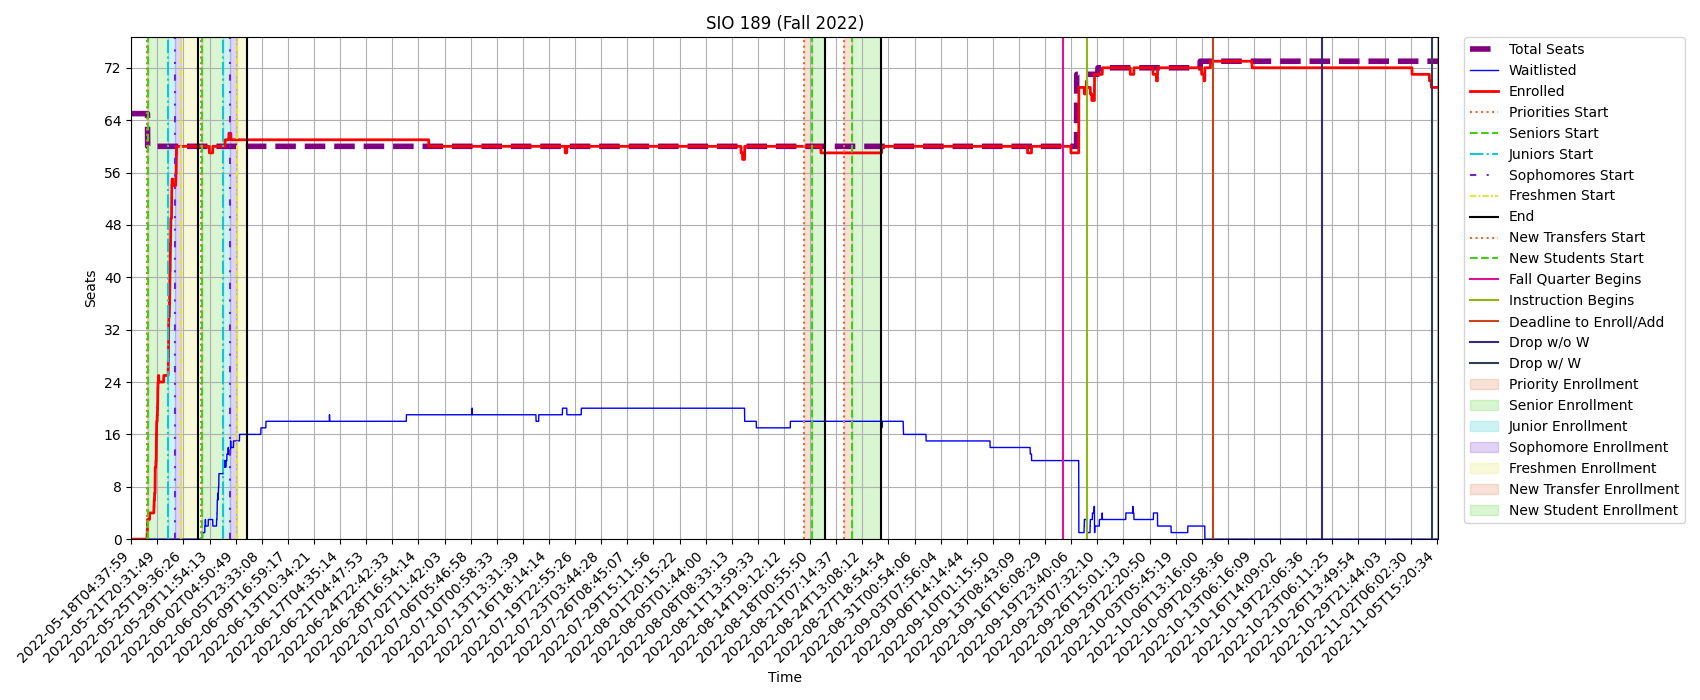 SIO 189 (Fall 2022)
Seats
72
64
56
48
40
32
24
16
8
0
2022-05-18T04:37:59
2022-05-21T20:31:49
2022-05-25T19:36:26
2022-05-29T11:54:13
2022-06-02T04:50:49
2022-06-05T23:33:08
2022-06-09T16:59:17
2022-06-13T10:34:21
2022-06-17T04:35:14
2022-06-21T04:47:53
2022-06-24T22:42:33
2022-06-28T16:54:14
2022-07-02T11:42:03
2022-07-06T05:46:58
2022-07-10T00:58:33
2022-07-13T13:31:39
2022-07-16T18:14:14
2022-07-19T22:55:26
2022-07-23T03:44:28
2022-07-26T08:45:07
2022-07-29T15:11:56
2022-08-01T20:15:22
2022-08-05T01:44:00
2022-08-08T08:33:13
2022-08-11T13:59:33
2022-08-14T19:12:12
2022-08-18T00:55:50
2022-08-21T07:14:37
2022-08-24T13:08:12
2022-08-27T18:54:54
2022-08-31T00:54:06
2022-09-03T07:56:04
2022-09-06T14:14:44
2022-09-10T01:15:50
2022-09-13T08:43:09
2022-09-16T16:08:29
2022-09-19T23:40:06
2022-09-23T07:32:10
2022-09-26T15:01:13
2022-09-29T22:20:50
2022-10-03T05:45:19
2022-10-06T13:16:00
2022-10-09T20:58:36
2022-10-13T06:16:09
2022-10-16T14:09:02
2022-10-19T22:06:36
2022-10-23T06:11:25
2022-10-26T13:49:54
2022-10-29T21:44:03
2022-11-02T06:02:30
2022-11-05T15:20:34
Time
Total Seats
Waitlisted
Enrolled
Priorities Start
Seniors Start
Juniors Start
Sophomores Start
Freshmen Start
End
New Transfers Start
New Students Start
Fall Quarter Begins
Instruction Begins
Deadline to Enroll/Add
Drop w/o W
Drop w/ W
Priority Enrollment
Senior Enrollment
Junior Enrollment
Sophomore Enrollment
Freshmen Enrollment
New Transfer Enrollment
New Student Enrollment